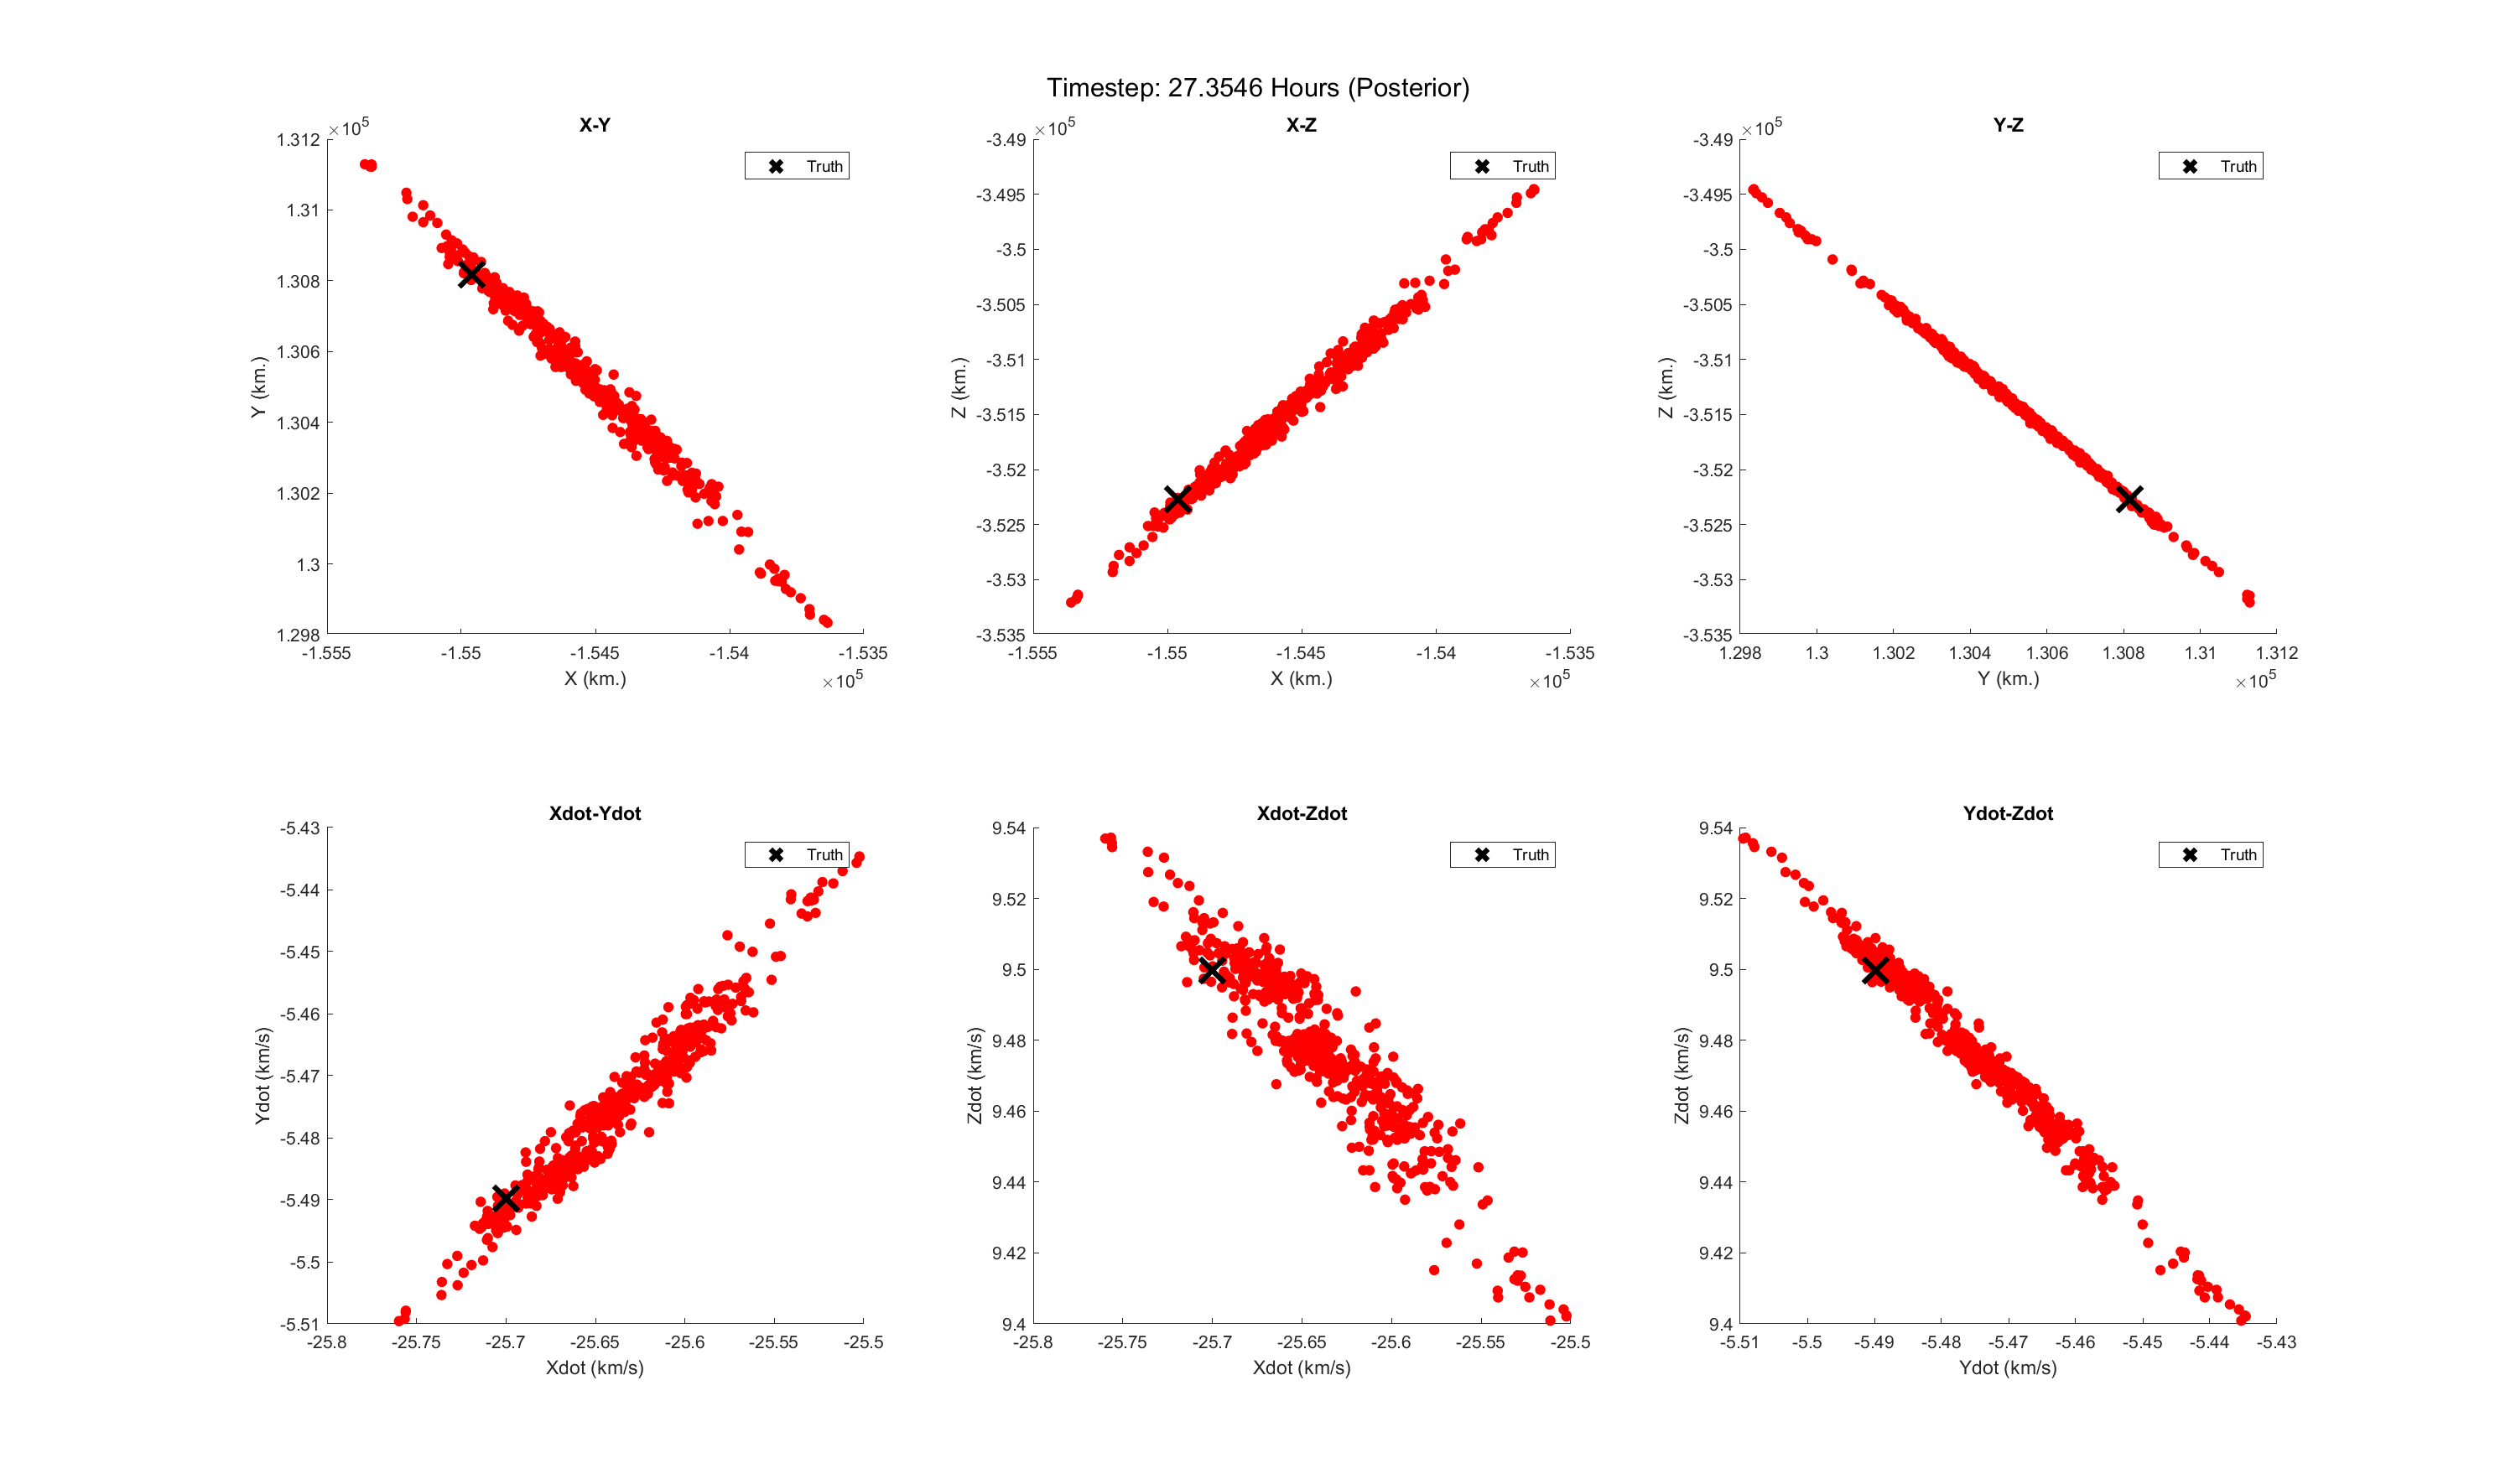 Timestep: 27.3546 Hours (Posterior)
X-Y
×10^5
1.312
1.31
1.308
1.306
1.304
1.302
1.3
1.298
Y (km.)
Truth
-1.555 -1.55 -1.545 -1.54 -1.535
X (km.)
×10^5
X-Z
×10^5
-3.49
-3.495
-3.5
-3.505
-3.51
-3.515
-3.52
-3.525
-3.53
-3.535
Z (km.)
Truth
-1.555 -1.55 -1.545 -1.54 -1.535
X (km.)
×10^5
Y-Z
×10^5
-3.49
-3.495
-3.5
-3.505
-3.51
-3.515
-3.52
-3.525
-3.53
-3.535
Z (km.)
Truth
1.298 1.3 1.302 1.304 1.306 1.308 1.31 1.312
Y (km.)
×10^5
Xdot-Ydot
-5.43
-5.44
-5.45
-5.46
-5.47
-5.48
-5.49
-5.5
-5.51
Ydot (km/s)
Truth
-25.8 -25.75 -25.7 -25.65 -25.6 -25.55 -25.5
Xdot (km/s)
Xdot-Zdot
9.54
9.52
9.5
9.48
9.46
9.44
9.42
9.4
Zdot (km/s)
Truth
-25.8 -25.75 -25.7 -25.65 -25.6 -25.55 -25.5
Xdot (km/s)
Ydot-Zdot
9.54
9.52
9.5
9.48
9.46
9.44
9.42
9.4
Zdot (km/s)
Truth
-5.51 -5.5 -5.49 -5.48 -5.47 -5.46 -5.45 -5.44 -5.43
Ydot (km/s)